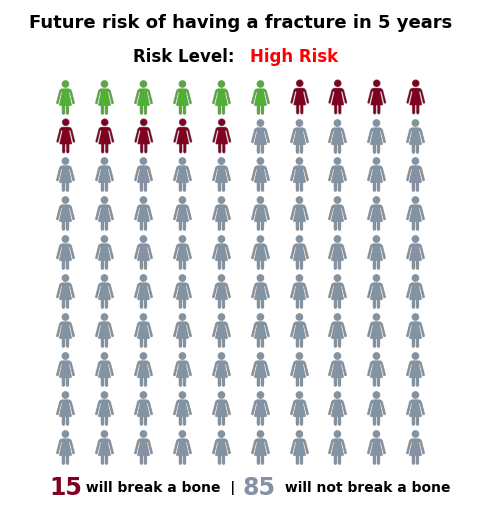 Future risk of having a fracture in 5 years
Risk Level: High Risk
15 will break a bone | 85 will not break a bone